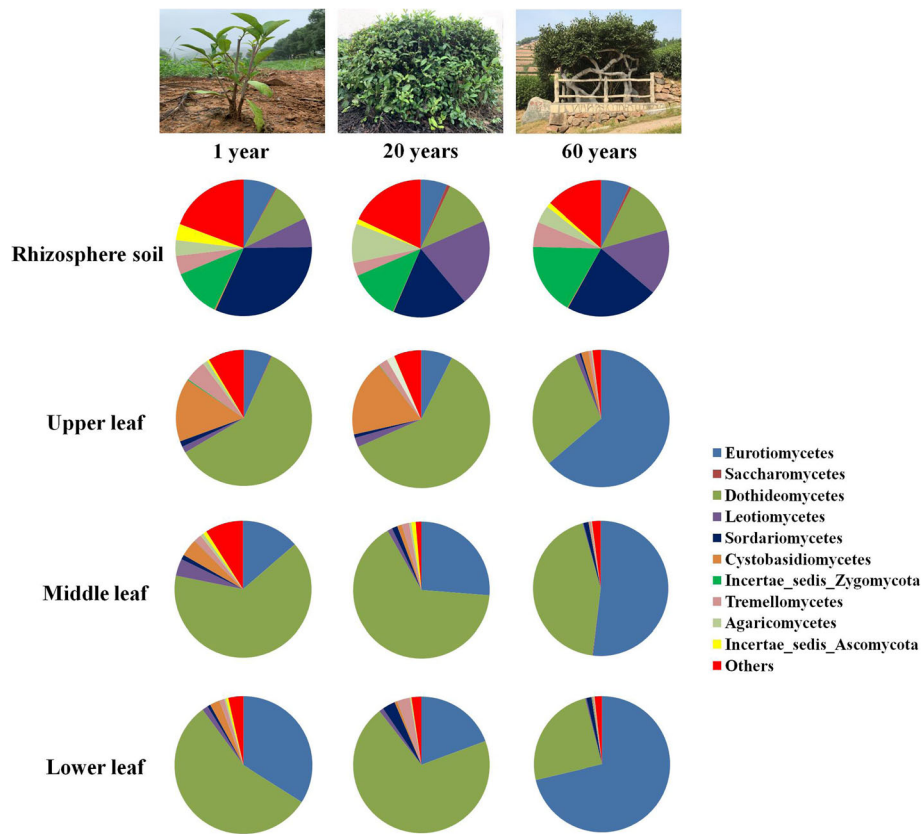 1 year
20 years
60 years
Rhizosphere soil
Upper leaf
Middle leaf
Lower leaf
Eurotiomycetes
Saccharomycetes
Dothideomycetes
Leotiomycetes
Sordariomycetes
Cystobasidiomycetes
Incertae_sedis_Zygomycota
Tremellomycetes
Agaricomycetes
Incertae_sedis_Ascomycota
Others